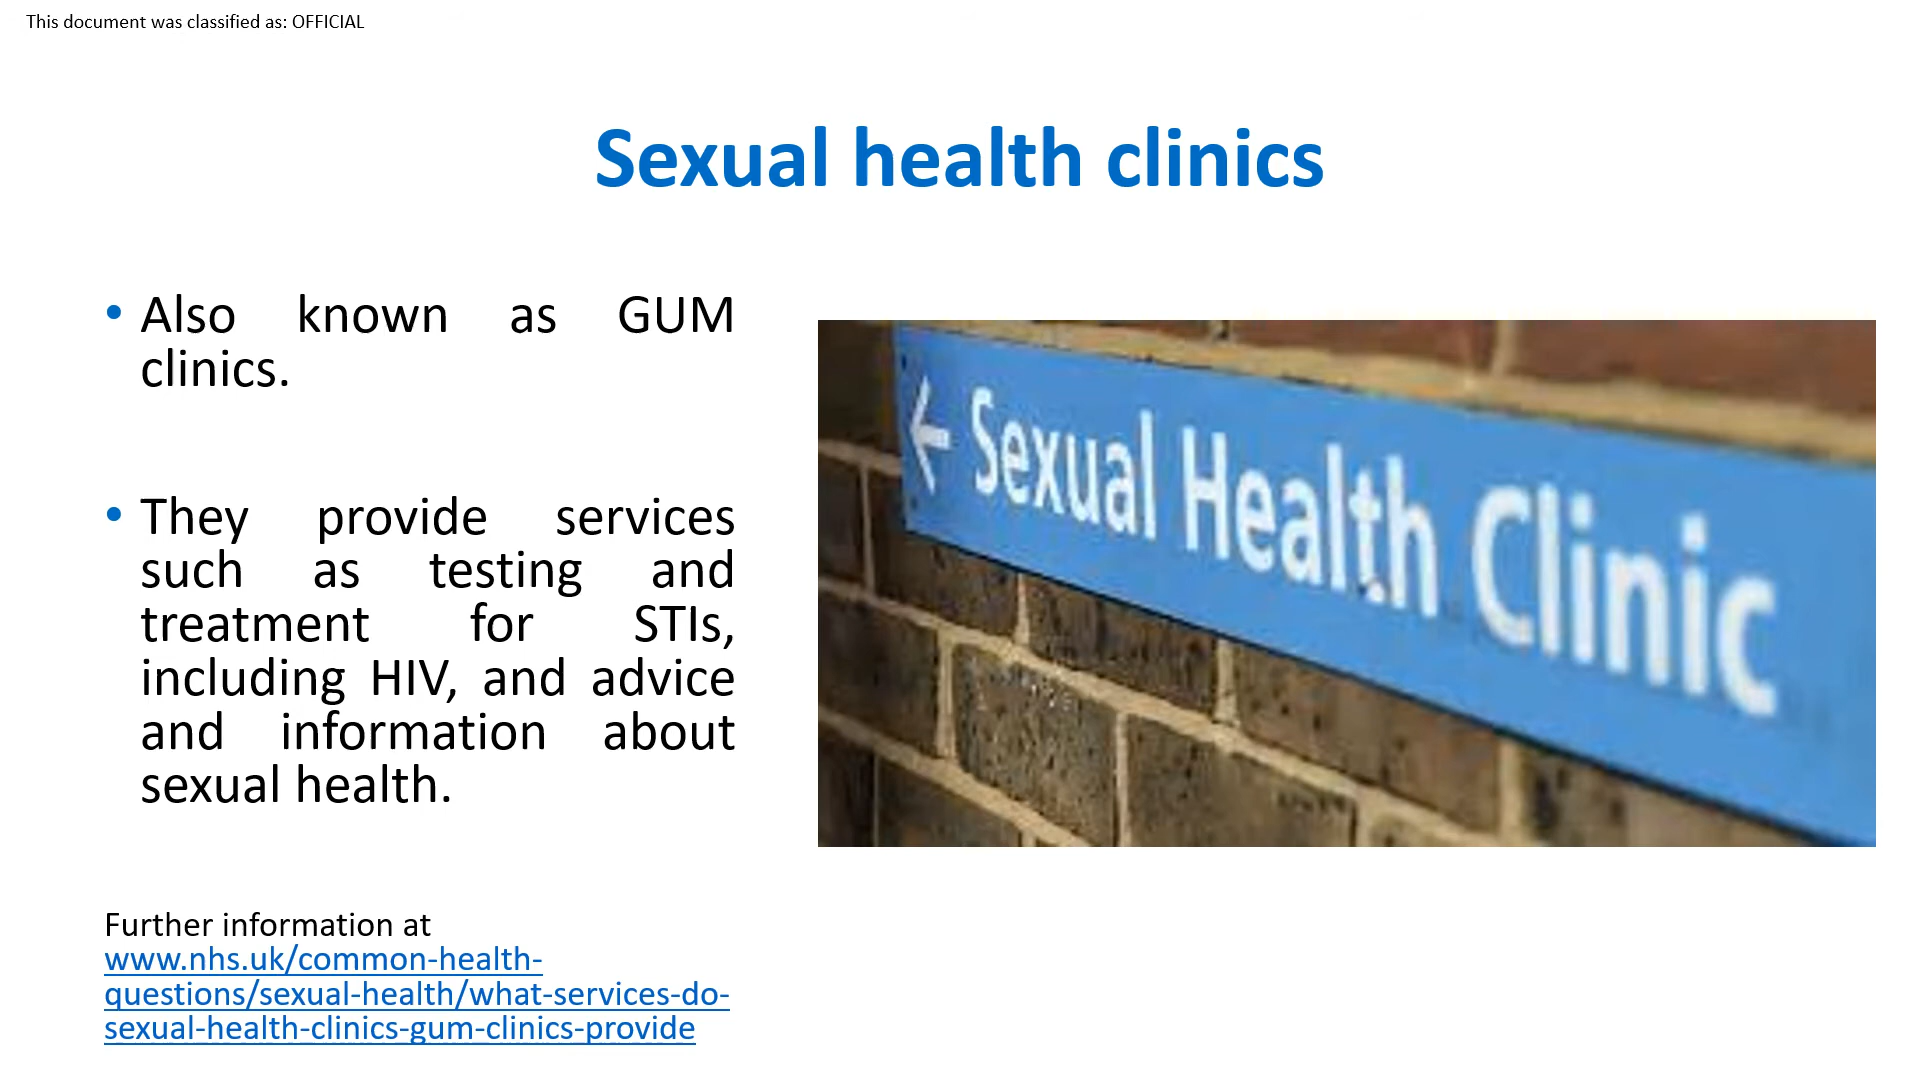 This document was classified as: OFFICIAL
Sexual health clinics
• Also known as GUM
clinics.
• They provide services
such as testing and
treatment for STIs,
including HIV, and advice
and information about
sexual health.
← Sexual Health Clinic
Further information at
www.nhs.uk/common-health-
questions/sexual-health/what-services-do-
sexual-health-clinics-gum-clinics-provide